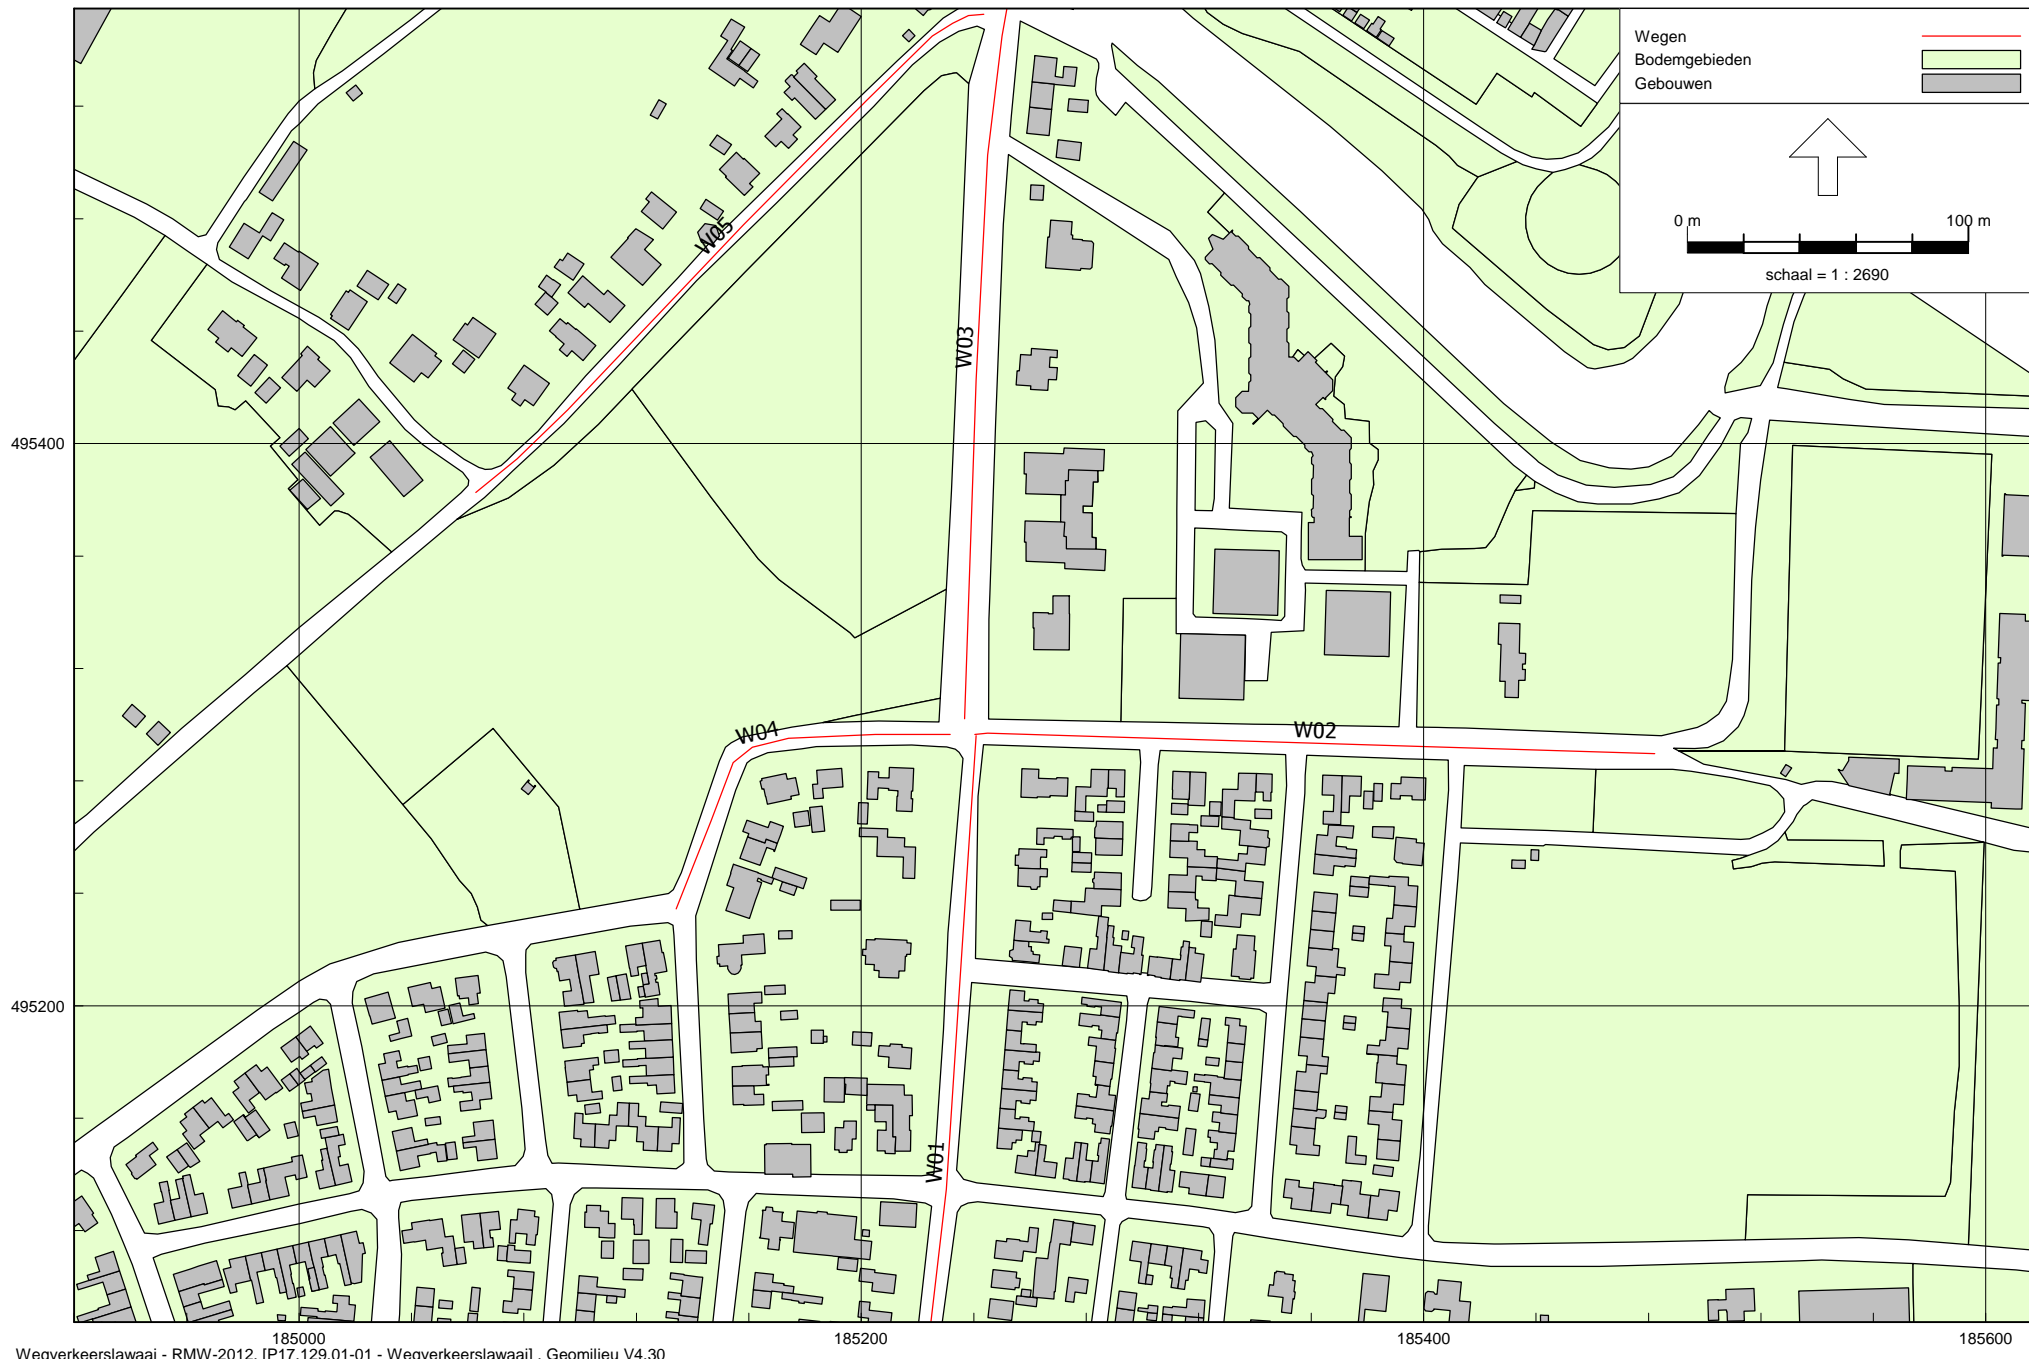 Wegen
Bodemgebieden
Gebouwen
0 m 100 m
schaal = 1 : 2690
W05
W03
495400
W04
W02
495200
W01
185000 185200 185400 185600
Wegverkeerslawaai - RMW-2012, [P17.129.01-01 - Wegverkeerslawaai] , Geomilieu V4.30